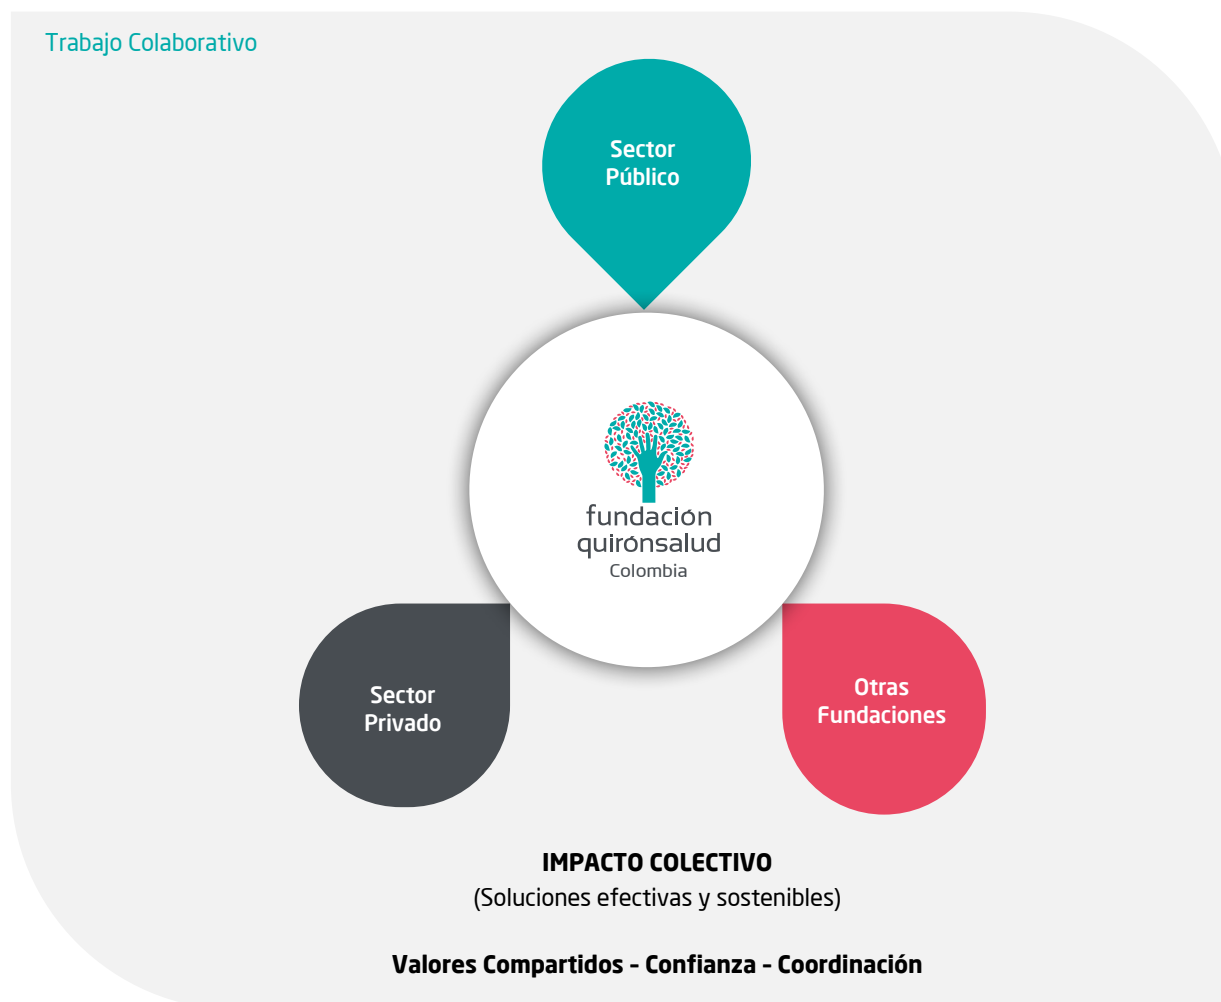 Trabajo Colaborativo
Sector
Público
fundación
quirónsalud
Colombia
Sector
Privado
Otras
Fundaciones
IMPACTO COLECTIVO
(Soluciones efectivas y sostenibles)
Valores Compartidos – Confianza – Coordinación